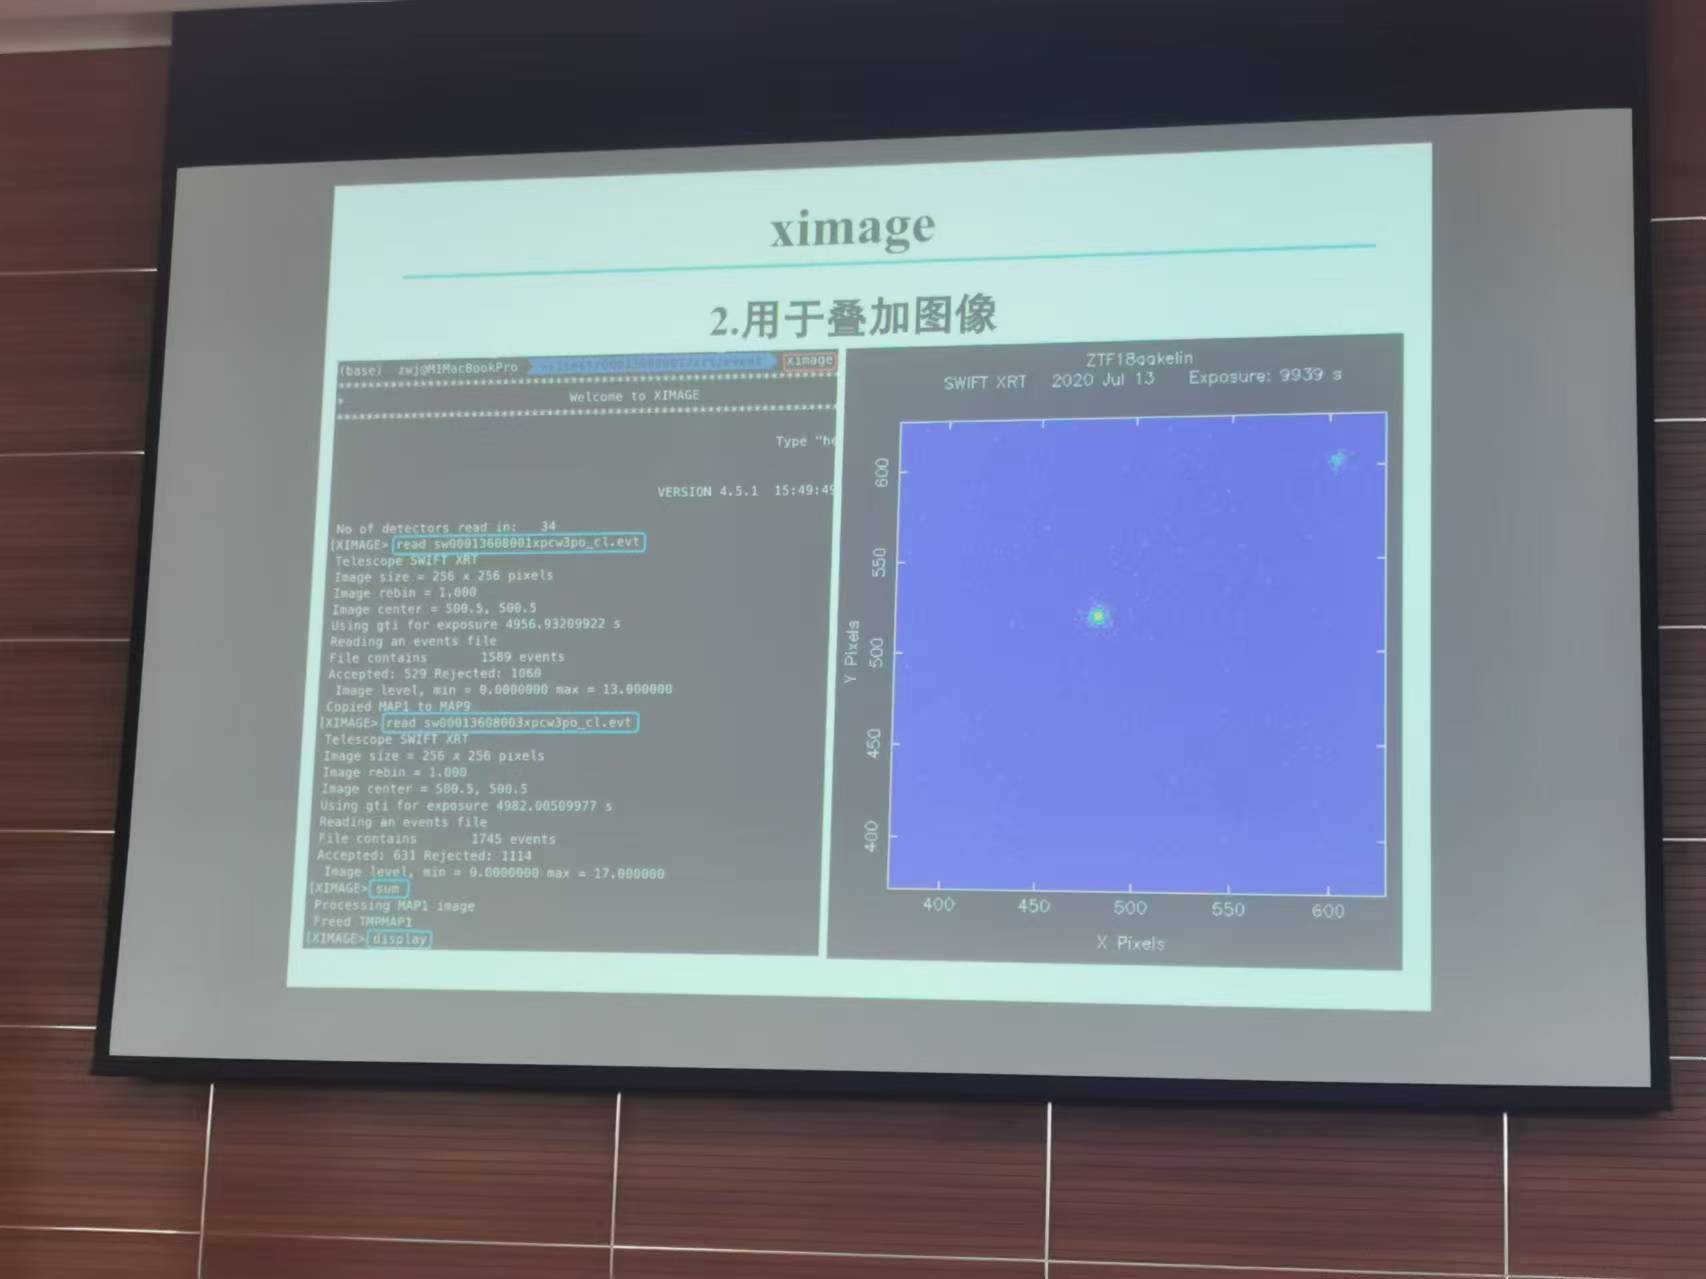 ximage
2.用于叠加图像
(base) zwj@M1MacBookPro ximage
****************************************************************
* Welcome to XIMAGE
****************************************************************
Type "he
VERSION 4.5.1 15:49:49
No of detectors read in: 34
[XIMAGE> read sw00013608001xpcw3po_cl.evt
Telescope SWIFT XRT
Image size = 256 x 256 pixels
Image rebin = 1.000
Image center = 500.5, 500.5
Using gti for exposure 4956.93209922 s
Reading an events file
File contains 1589 events
Accepted: 529 Rejected: 1060
Image level, min = 0.0000000 max = 13.000000
Copied MAP1 to MAP9
[XIMAGE> read sw00013608003xpcw3po_cl.evt
Telescope SWIFT XRT
Image size = 256 x 256 pixels
Image rebin = 1.000
Image center = 500.5, 500.5
Using gti for exposure 4982.00509977 s
Reading an events file
File contains 1745 events
Accepted: 631 Rejected: 1114
Image level, min = 0.0000000 max = 17.000000
[XIMAGE> sum
Processing MAP1 image
Freed TMPMAP1
[XIMAGE> display
ZTF18aakelin
SWIFT XRT 2020 Jul 13 Exposure: 9939 s
600
550
500
450
400
Y Pixels
400 450 500 550 600
X Pixels